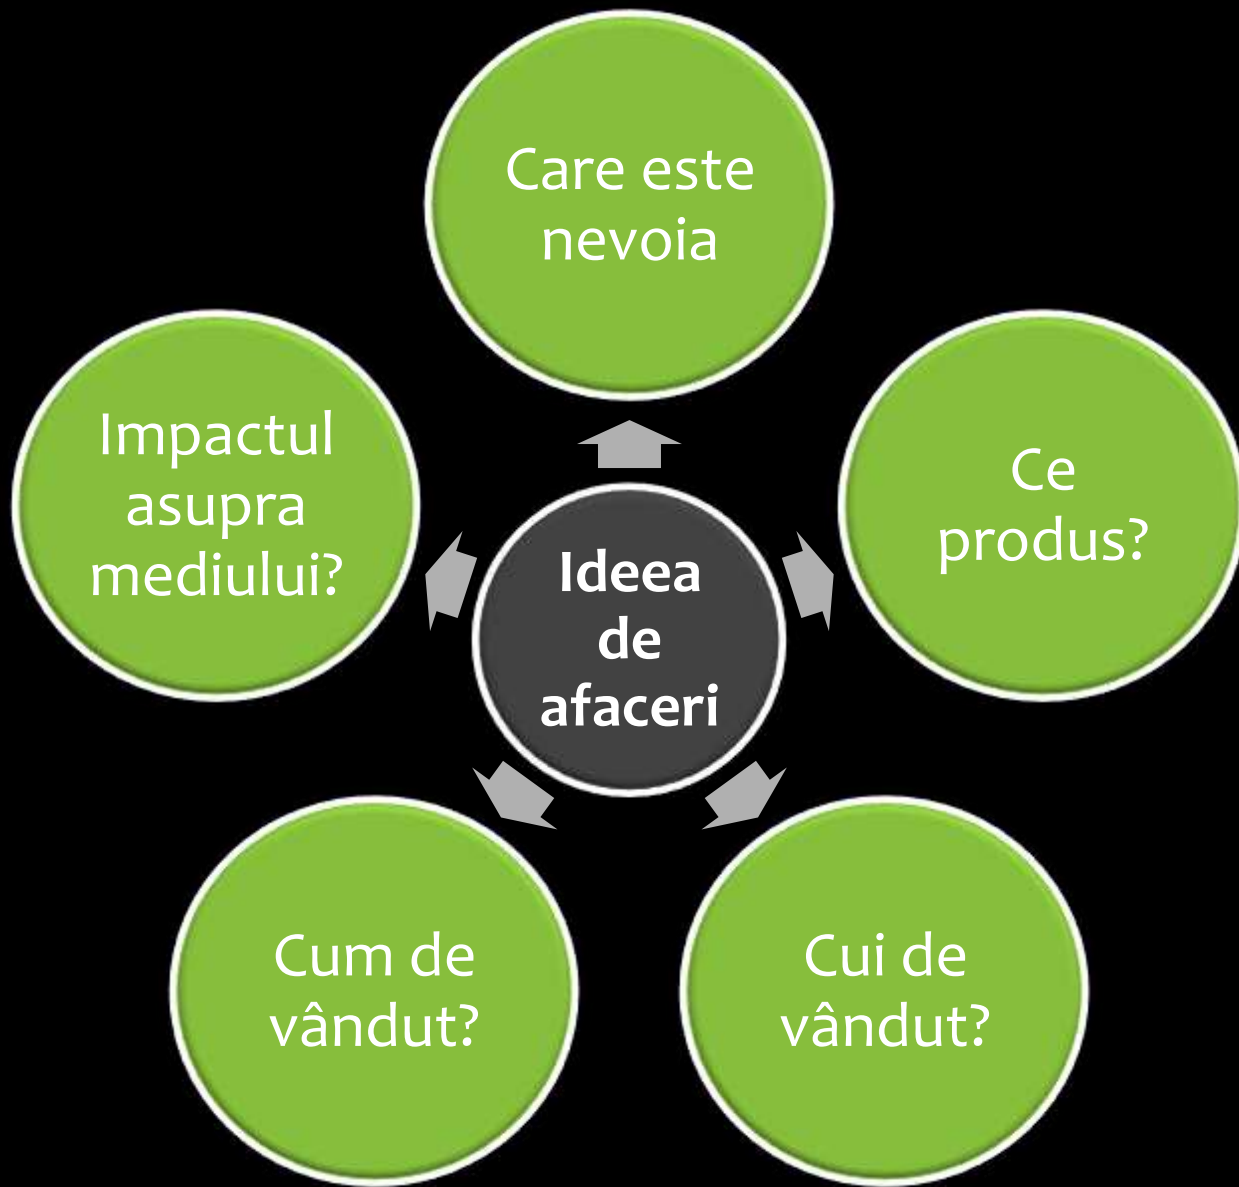 Care este
nevoia
Impactul
asupra
mediului?
Ce
produs?
Ideea
de
afaceri
Cum de
vândut?
Cui de
vândut?